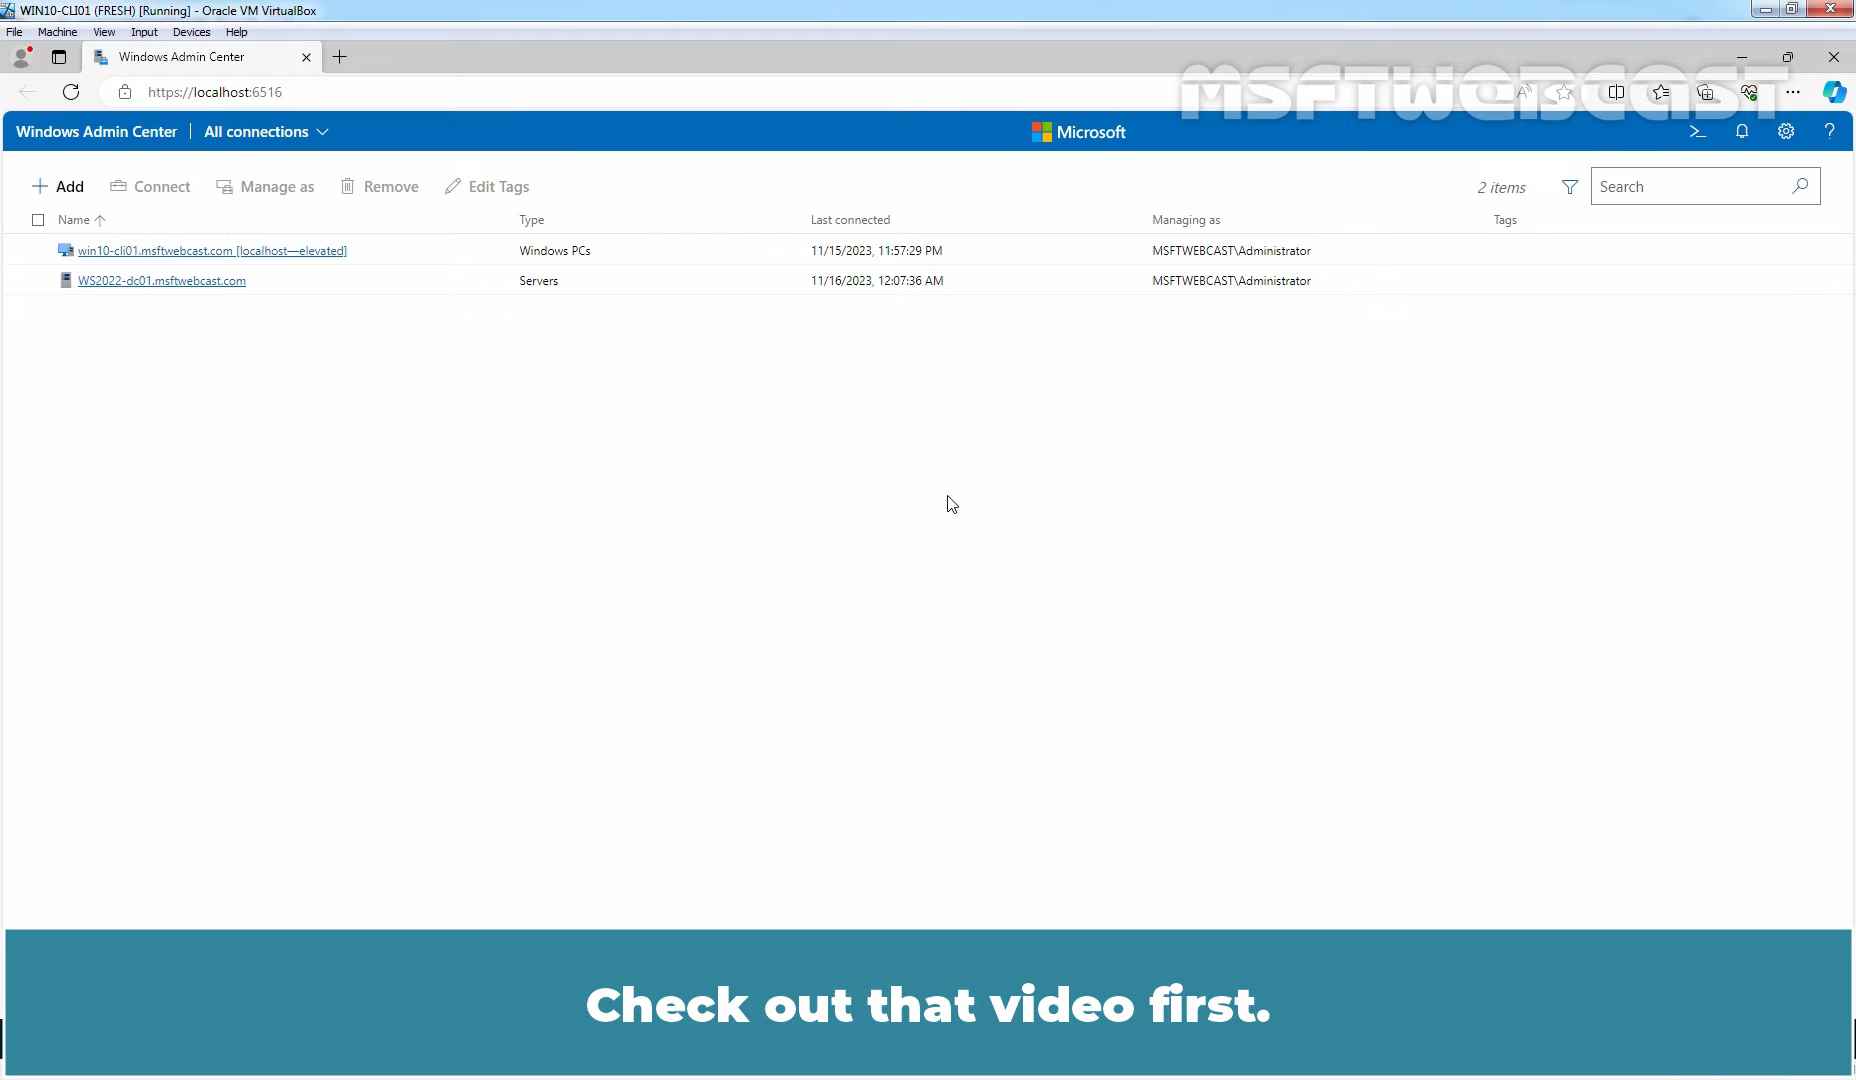 WIN10-CLI01 (FRESH) [Running] - Oracle VM VirtualBox
File Machine View Input Devices Help
Windows Admin Center
https://localhost:6516
MSFTWEBCAST
Windows Admin Center All connections Microsoft
Add Connect Manage as Remove Edit Tags 2 items Search
Name Type Last connected Managing as Tags
win10-cli01.msftwebcast.com [localhost—elevated] Windows PCs 11/15/2023, 11:57:29 PM MSFTWEBCAST\Administrator
WS2022-dc01.msftwebcast.com Servers 11/16/2023, 12:07:36 AM MSFTWEBCAST\Administrator
Check out that video first.